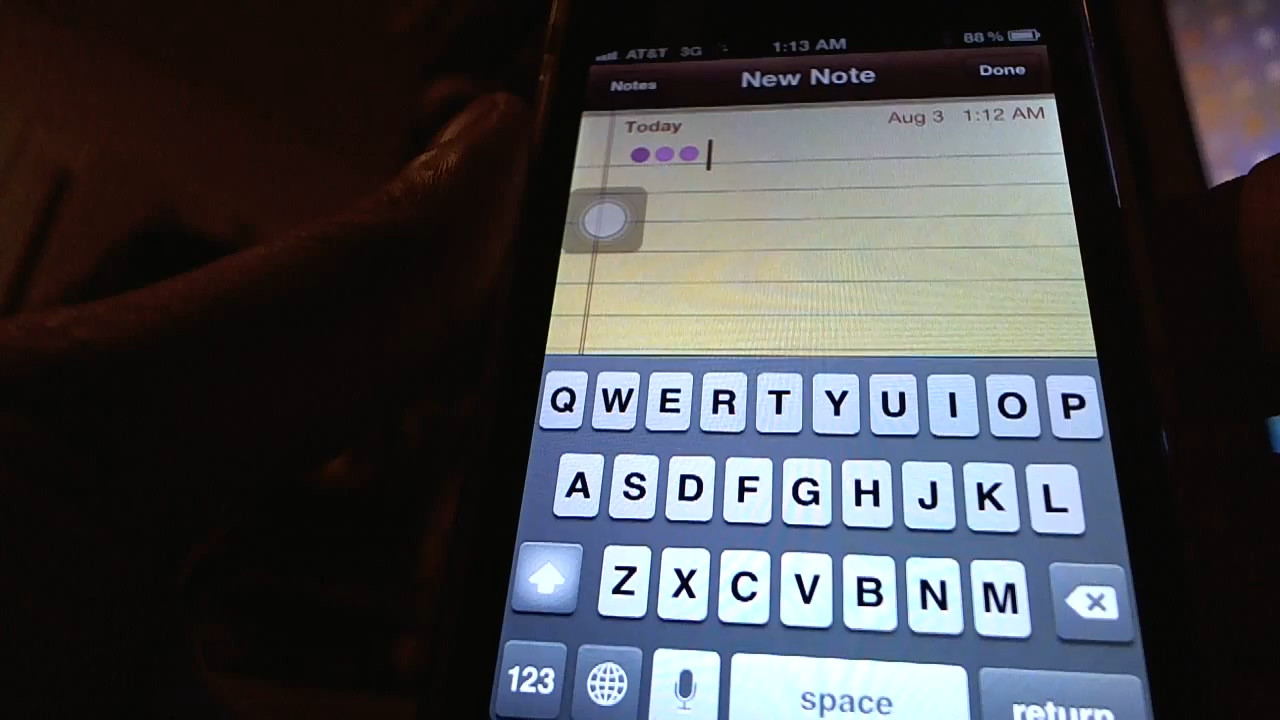 AT&T 3G 1:13 AM 88 %
Notes New Note Done
Today Aug 3 1:12 AM
Q W E R T Y U I O P
A S D F G H J K L
Z X C V B N M
123 space return